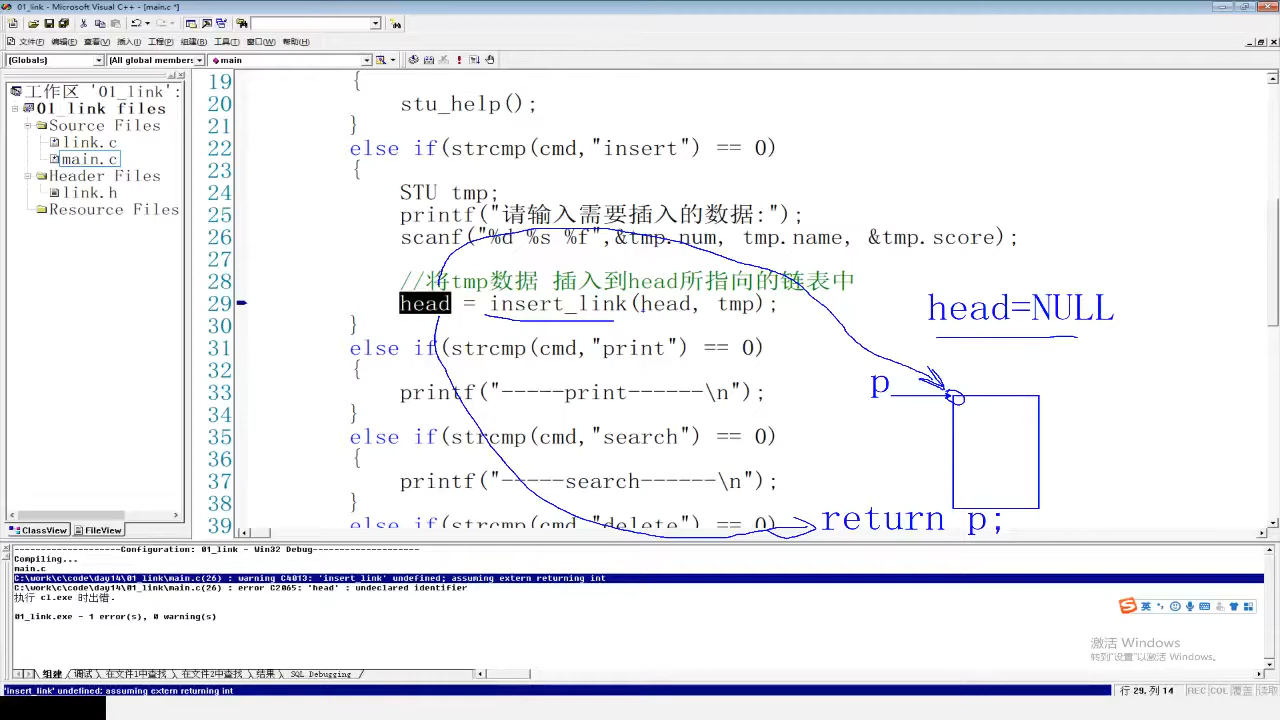 01_link - Microsoft Visual C++ - [main.c *]
文件(F) 编辑(E) 查看(V) 插入(I) 工程(P) 组建(B) 工具(T) 窗口(W) 帮助(H)
(Globals) (All global members main
工作区 '01_link':
01_link files
Source Files
link.c
main.c
Header Files
link.h
Resource Files
ClassView FileView
19 {
20 stu_help();
21 }
22 else if(strcmp(cmd,"insert") == 0)
23 {
24 STU tmp;
25 printf("请输入需要插入的数据:");
26 scanf("%d %s %f",&tmp.num, tmp.name, &tmp.score);
27
28 //将tmp数据 插入到head所指向的链表中
29 head = insert_link(head, tmp);
30 }
31 else if(strcmp(cmd,"print") == 0)
32 {
33 printf("-----print------\n");
34 }
35 else if(strcmp(cmd,"search") == 0)
36 {
37 printf("-----search------\n");
38 }
39 else if(strcmp(cmd,"delete") == 0)
head=NULL
p
return p;
--------------------Configuration: 01_link - Win32 Debug--------------------
Compiling...
main.c
C:\work\c\code\day14\01_link\main.c(26) : warning C4013: 'insert_link' undefined; assuming extern returning int
C:\work\c\code\day14\01_link\main.c(26) : error C2065: 'head' : undeclared identifier
执行 cl.exe 时出错.
01_link.exe - 1 error(s), 0 warning(s)
英
激活 Windows
转到"设置"以激活 Windows。
组建 调试 在文件1中查找 在文件2中查找 结果 SQL Debugging
'insert_link' undefined; assuming extern returning int
行 29, 列 14 REC COL 覆盖 读取